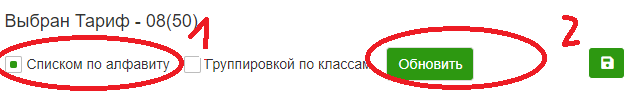 Выбран Тариф - 08(50) 1 2
Списком по алфавиту Группировкой по классам Обновить